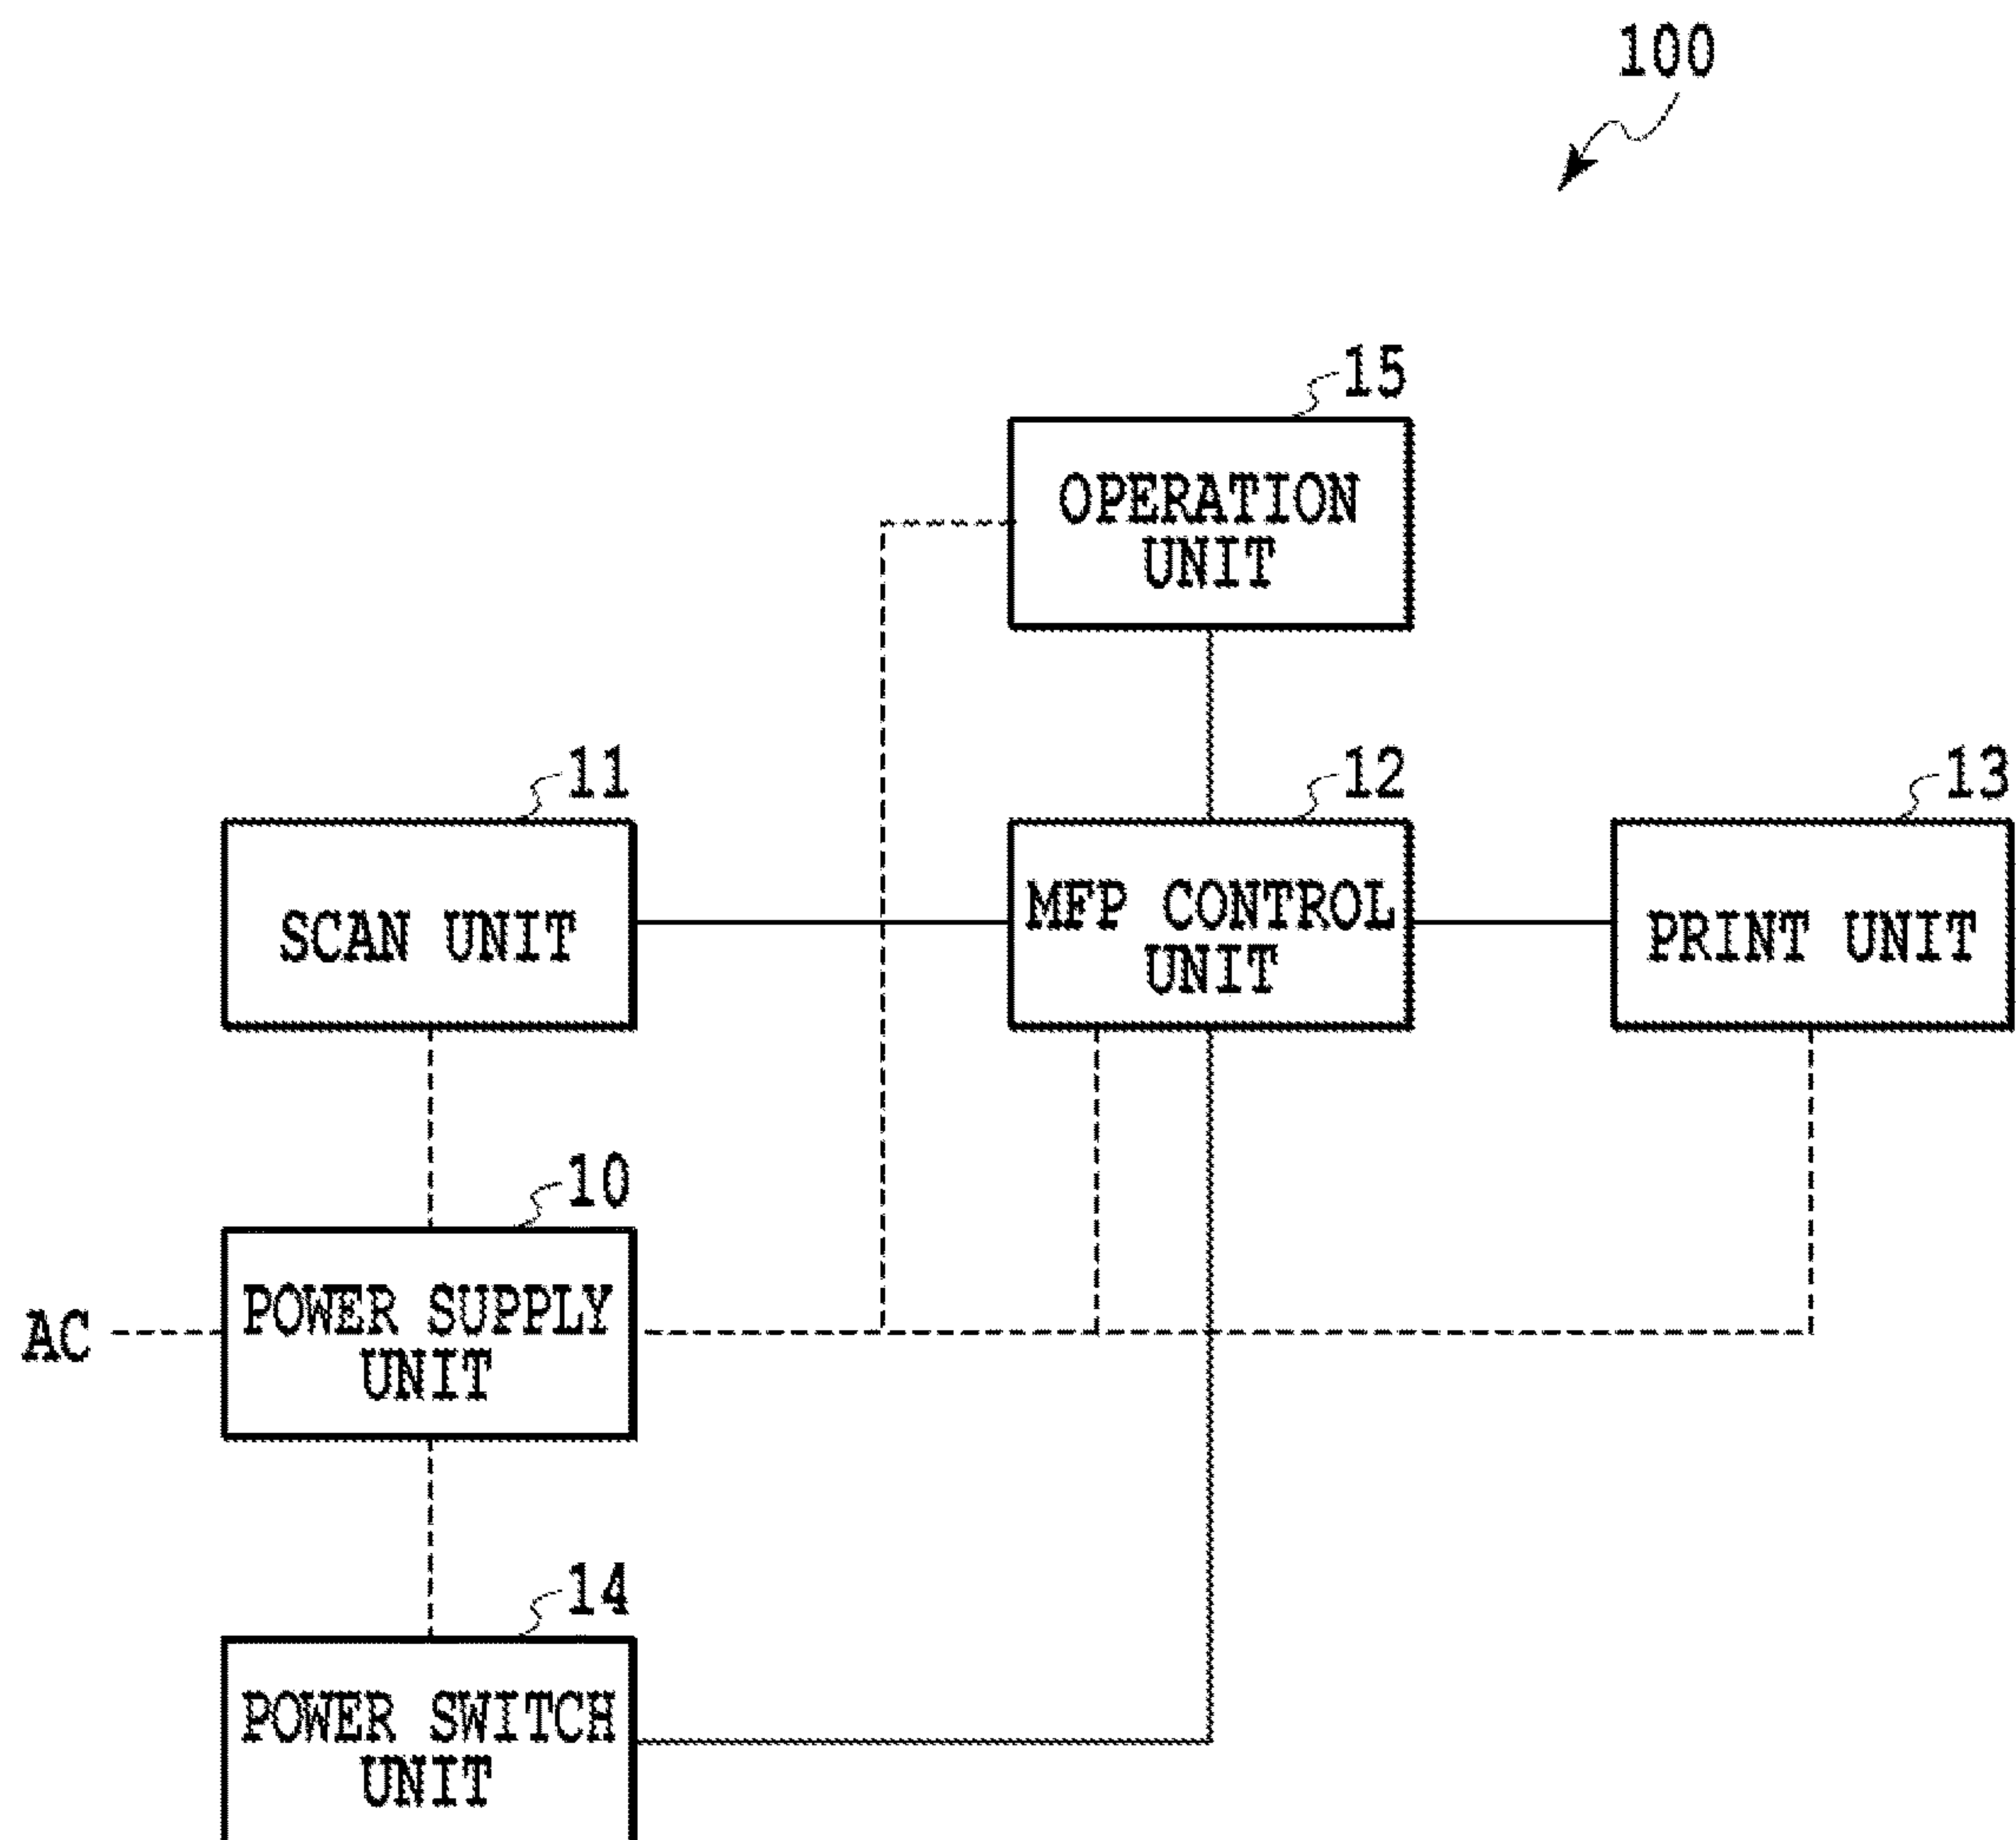 100
15
OPERATION
UNIT
11
12
13
SCAN UNIT
MFP CONTROL
UNIT
PRINT UNIT
10
AC
POWER SUPPLY
UNIT
14
POWER SWITCH
UNIT